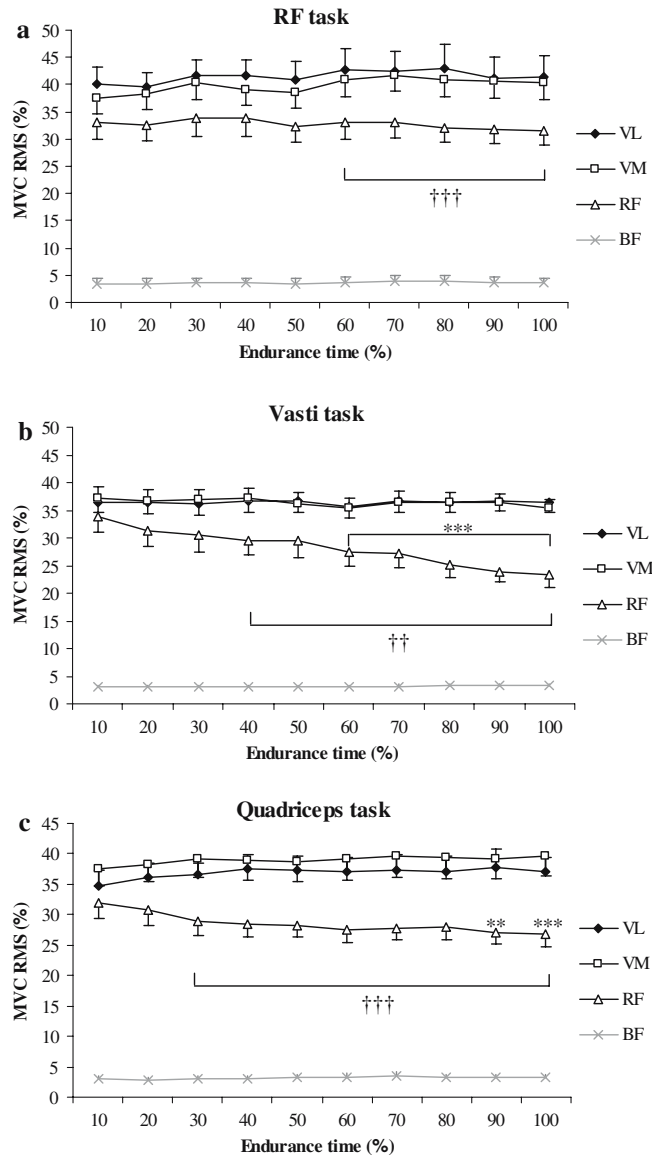 a
RF task
MVC RMS (%)
50
45
40
35
30
25
20
15
10
5
0
†††
10 20 30 40 50 60 70 80 90 100
Endurance time (%)
VL
VM
RF
BF
b
Vasti task
MVC RMS (%)
50
45
40
35
30
25
20
15
10
5
0
***
††
10 20 30 40 50 60 70 80 90 100
Endurance time (%)
VL
VM
RF
BF
c
Quadriceps task
MVC RMS (%)
45
40
35
30
25
20
15
10
5
0
** ***
†††
10 20 30 40 50 60 70 80 90 100
Endurance time (%)
VL
VM
RF
BF